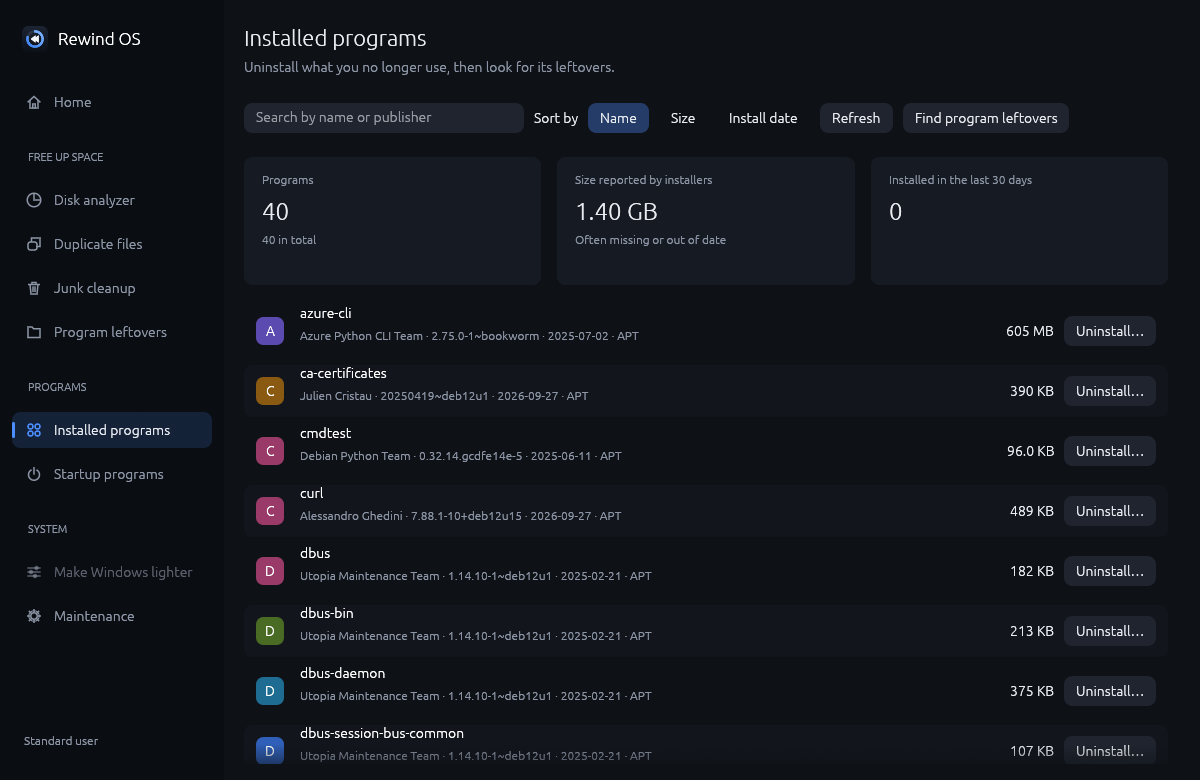 Rewind OS
Home
FREE UP SPACE
Disk analyzer
Duplicate files
Junk cleanup
Program leftovers
PROGRAMS
Installed programs
Startup programs
SYSTEM
Make Windows lighter
Maintenance
Standard user
Installed programs
Uninstall what you no longer use, then look for its leftovers.
Search by name or publisher Sort by Name Size Install date Refresh Find program leftovers
Programs
40
40 in total
Size reported by installers
1.40 GB
Often missing or out of date
Installed in the last 30 days
0
A
azure-cli
Azure Python CLI Team · 2.75.0-1~bookworm · 2025-07-02 · APT
605 MB Uninstall...
C
ca-certificates
Julien Cristau · 20250419~deb12u1 · 2026-09-27 · APT
390 KB Uninstall...
C
cmdtest
Debian Python Team · 0.32.14.gcdfe14e-5 · 2025-06-11 · APT
96.0 KB Uninstall...
C
curl
Alessandro Ghedini · 7.88.1-10+deb12u15 · 2026-09-27 · APT
489 KB Uninstall...
D
dbus
Utopia Maintenance Team · 1.14.10-1~deb12u1 · 2025-02-21 · APT
182 KB Uninstall...
D
dbus-bin
Utopia Maintenance Team · 1.14.10-1~deb12u1 · 2025-02-21 · APT
213 KB Uninstall...
D
dbus-daemon
Utopia Maintenance Team · 1.14.10-1~deb12u1 · 2025-02-21 · APT
375 KB Uninstall...
D
dbus-session-bus-common
Utopia Maintenance Team · 1.14.10-1~deb12u1 · 2025-02-21 · APT
107 KB Uninstall...